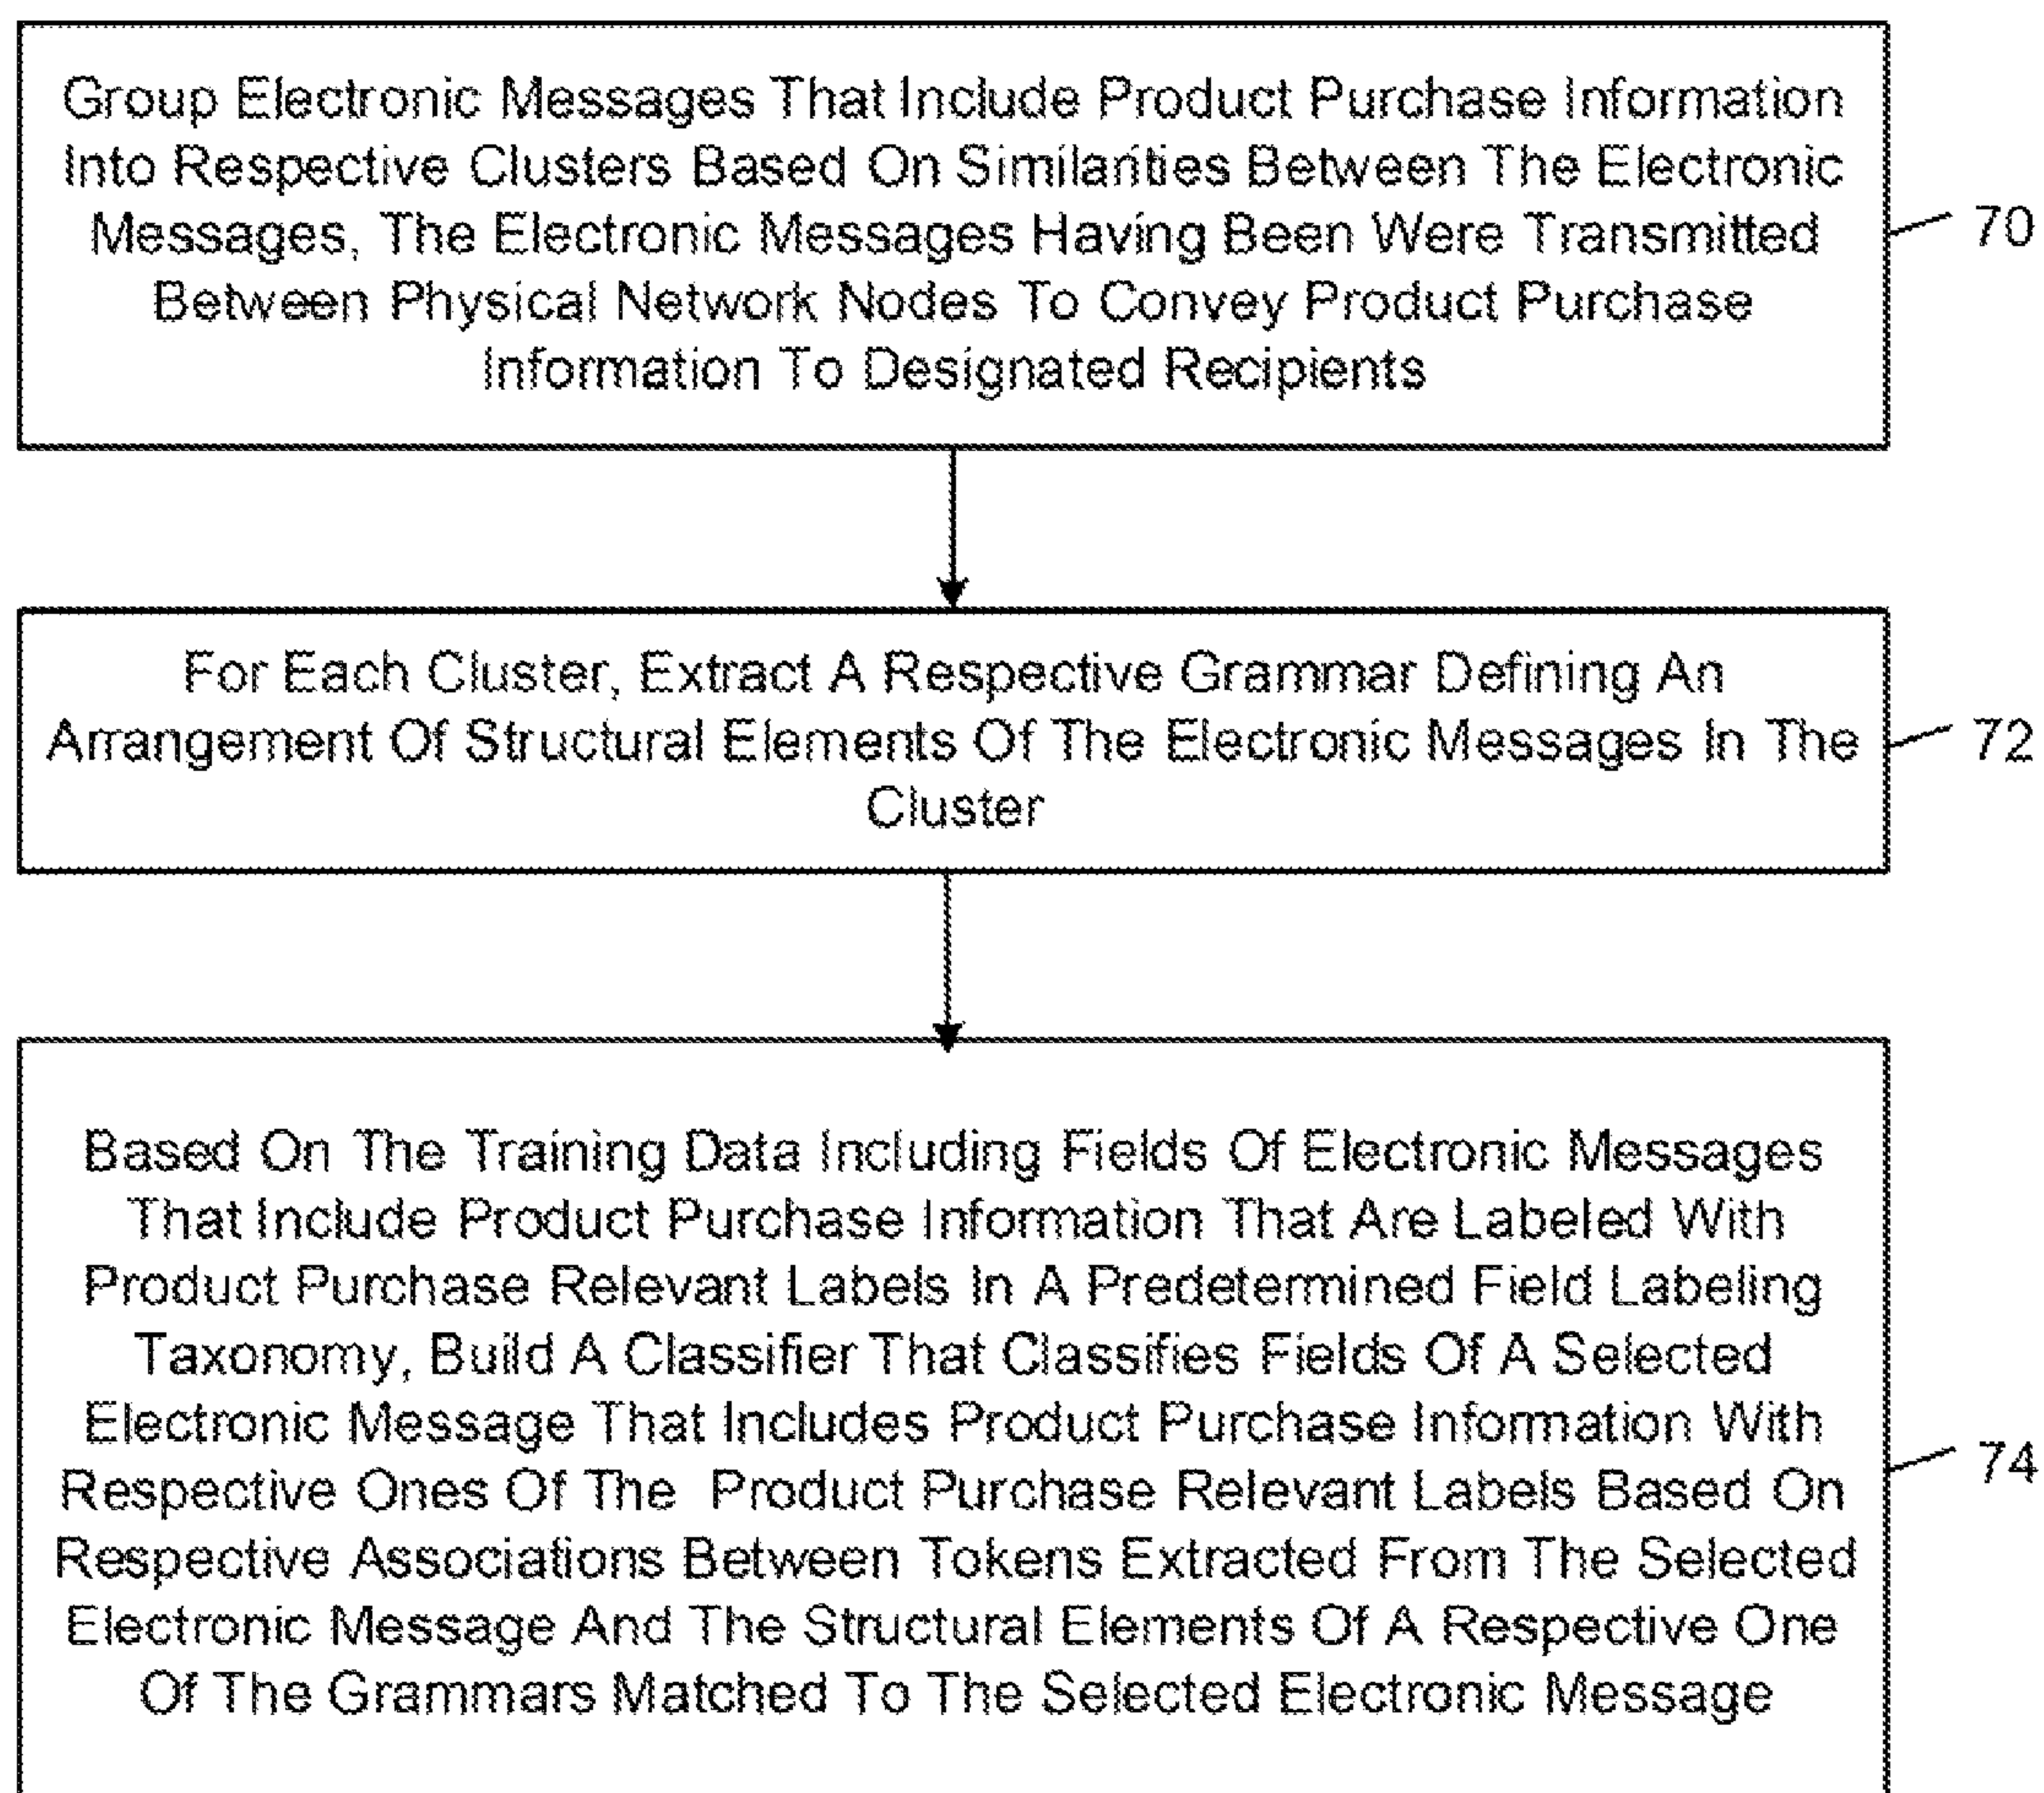 Group Electronic Messages That Include Product Purchase Information
Into Respective Clusters Based On Similarities Between The Electronic
Messages, The Electronic Messages Having Been Were Transmitted
Between Physical Network Nodes To Convey Product Purchase
Information To Designated Recipients
70
For Each Cluster, Extract A Respective Grammar Defining An
Arrangement Of Structural Elements Of The Electronic Messages In The
Cluster
72
Based On The Training Data Including Fields Of Electronic Messages
That Include Product Purchase Information That Are Labeled With
Product Purchase Relevant Labels In A Predetermined Field Labeling
Taxonomy, Build A Classifier That Classifies Fields Of A Selected
Electronic Message That Includes Product Purchase Information With
Respective Ones Of The Product Purchase Relevant Labels Based On
Respective Associations Between Tokens Extracted From The Selected
Electronic Message And The Structural Elements Of A Respective One
Of The Grammars Matched To The Selected Electronic Message
74